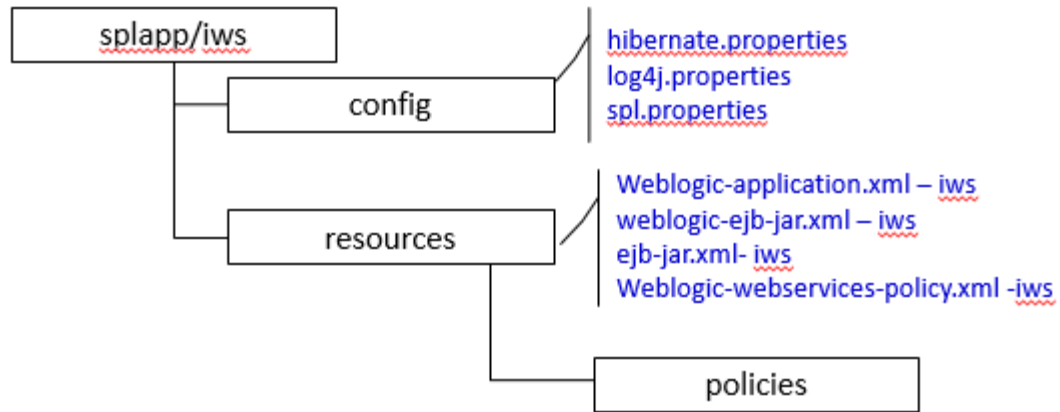 splapp/iws
hibernate.properties
log4j.properties
spl.properties
config
Weblogic-application.xml – iws
weblogic-ejb-jar.xml – iws
ejb-jar.xml- iws
Weblogic-webservices-policy.xml -iws
resources
policies